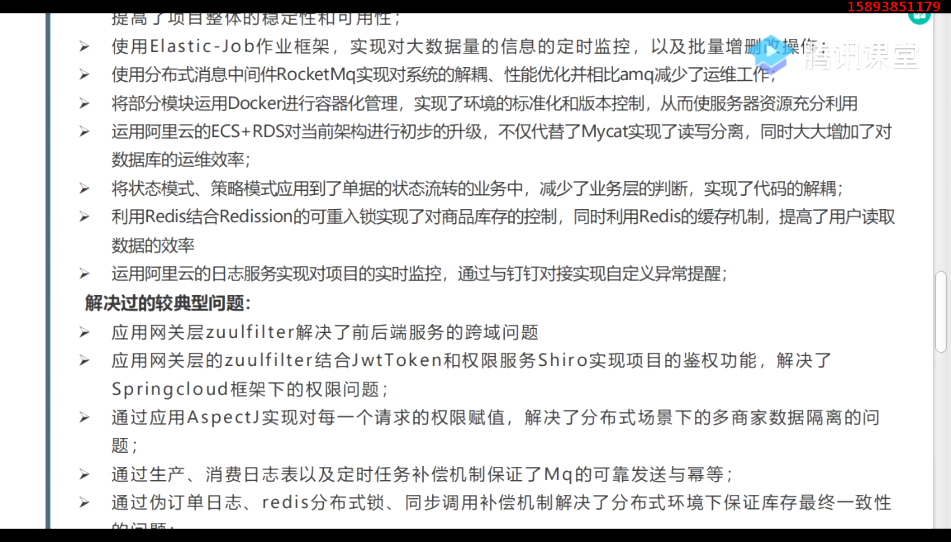 15893851179
提高了项目整体的稳定性和可用性；
使用Elastic-Job作业框架，实现对大数据量的信息的定时监控，以及批量增删改操作；
腾讯课堂
使用分布式消息中间件RocketMq实现对系统的解耦、性能优化并相比amq减少了运维工作；
将部分模块运用Docker进行容器化管理，实现了环境的标准化和版本控制，从而使服务器资源充分利用
运用阿里云的ECS+RDS对当前架构进行初步的升级，不仅代替了Mycat实现了读写分离，同时大大增加了对
数据库的运维效率；
将状态模式、策略模式应用到了单据的状态流转的业务中，减少了业务层的判断，实现了代码的解耦；
利用Redis结合Redission的可重入锁实现了对商品库存的控制，同时利用Redis的缓存机制，提高了用户读取
数据的效率
运用阿里云的日志服务实现对项目的实时监控，通过与钉钉对接实现自定义异常提醒；
解决过的较典型问题：
应用网关层zuulfilter解决了前后端服务的跨域问题
应用网关层的zuulfilter结合JwtToken和权限服务Shiro实现项目的鉴权功能，解决了
Springcloud框架下的权限问题；
通过应用AspectJ实现对每一个请求的权限赋值，解决了分布式场景下的多商家数据隔离的问
题；
通过生产、消费日志表以及定时任务补偿机制保证了Mq的可靠发送与幂等；
通过伪订单日志、redis分布式锁、同步调用补偿机制解决了分布式环境下保证库存最终一致性
的问题；